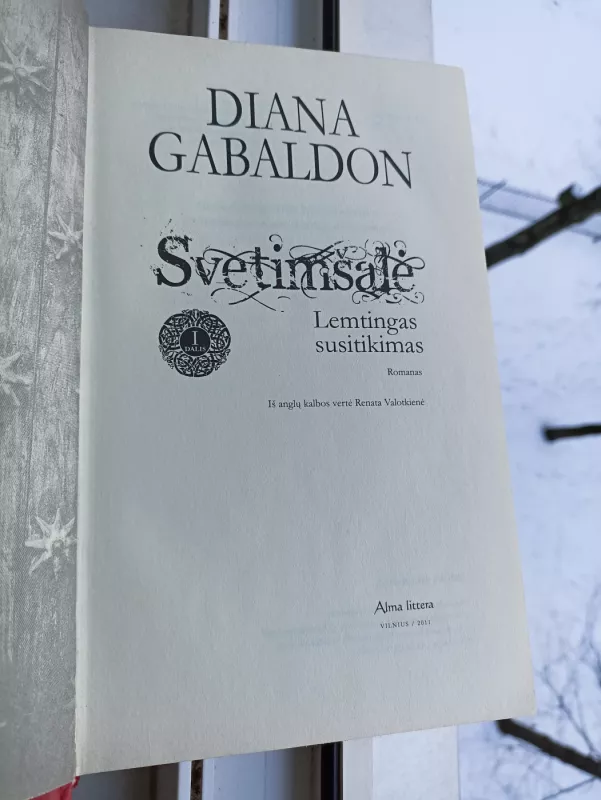 DIANA
GABALDON
Svetimšalė
I
DALIS
Lemtingas
susitikimas
Romanas
Iš anglų kalbos vertė Renata Valotkienė
Alma littera
VILNIUS / 2011